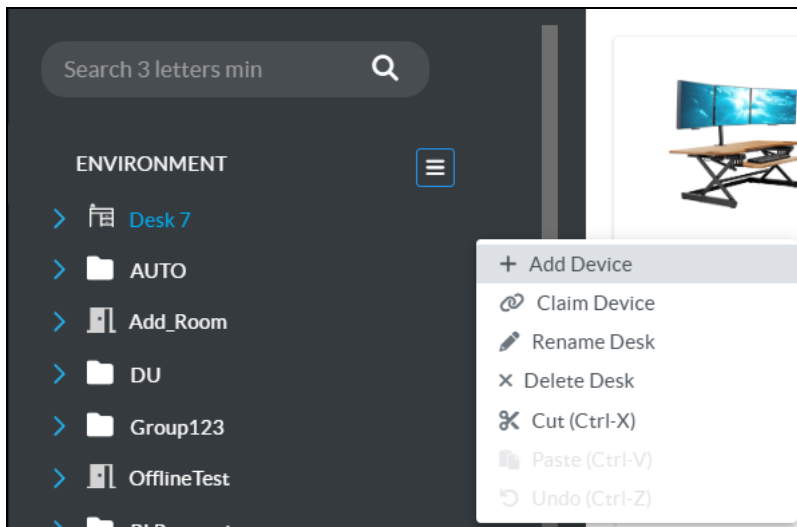 Search 3 letters min
ENVIRONMENT
Desk 7
AUTO
Add_Room
DU
Group123
OfflineTest
+ Add Device
Claim Device
Rename Desk
× Delete Desk
Cut (Ctrl-X)
Paste (Ctrl-V)
Undo (Ctrl-Z)